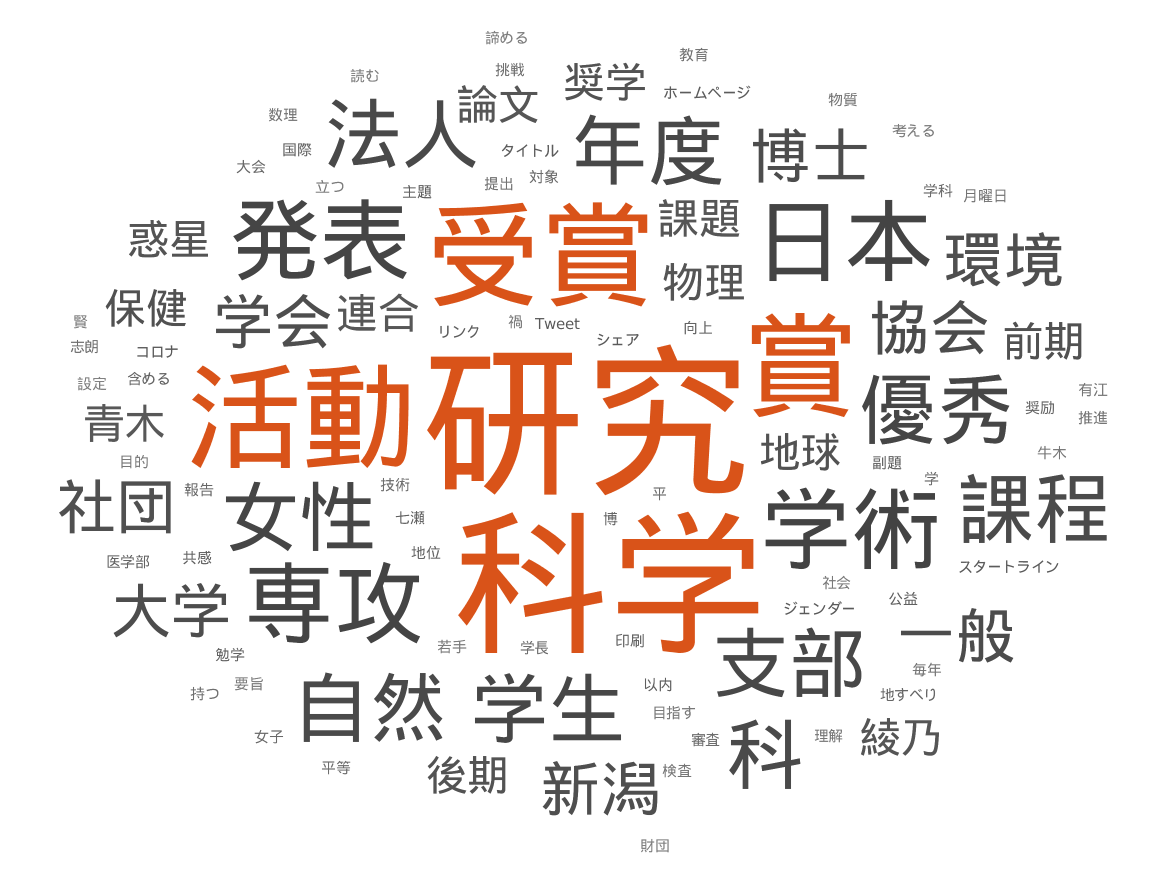 諦める
教育
挑戦
読む
奨学
ホームページ
論文
物質
数理
法人
年度
博士
考える
国際
タイトル
大会
対象
提出
立つ
主題
学科
月曜日
発表
受賞
課題
日本
惑星
環境
物理
保健
学会
連合
賢
禍
Tweet
リンク
シェア
向上
協会
前期
志朗
コロナ
賞
設定
含める
活動
研究
優秀
有江
奨励
推進
青木
地球
牛木
目的
副題
学
技術
報告
平
社団
女性
七瀬
博
学術
課程
医学部
共感
地位
科学
スタートライン
大学
専攻
社会
ジェンダー
公益
若手
学長
印刷
一般
勉学
支部
毎年
持つ
要旨
自然
学生
以内
地すべり
目指す
女子
審査
科
理解
綾乃
平等
後期
新潟
検査
財団